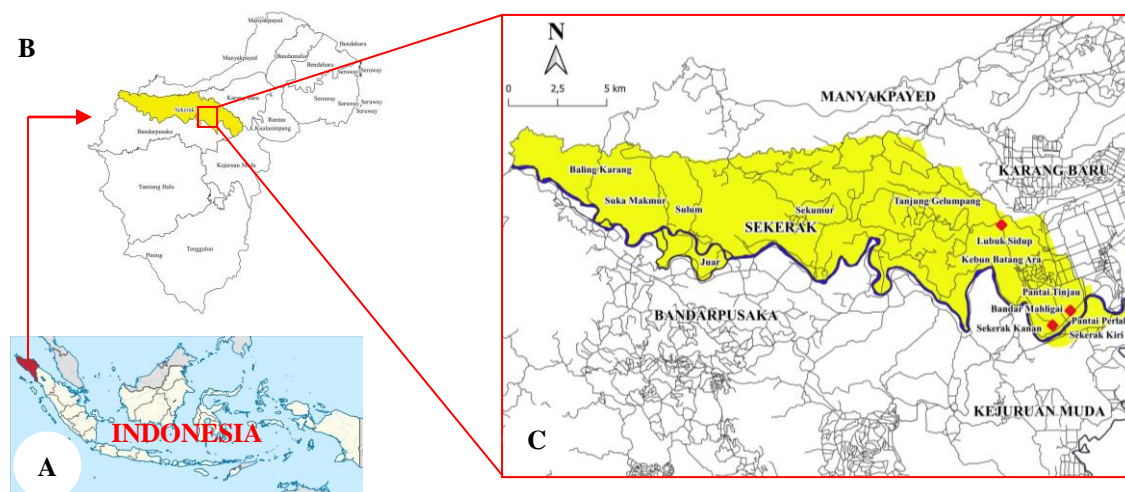 B
Manyakpayed
Bendahara
Bandamulia
Manyakpayed
Bendahara
Seruway
Seruway
Seruway
Seruway
Seruway
Karang Baru
Sekerak
Rantau
Kualasimpang
Bandarpusaka
Kejuruan Muda
Tamiang Hulu
Tenggulun
Pining
INDONESIA
A
N
0 2,5 5 km
MANYAKPAYED
KARANG BARU
Baling Karang
Suka Makmur
Sulum
Sekumur
Tanjung Gelumpang
SEKERAK
Lubuk Sidup
Juar
Kebun Batang Ara
Pantai Tinjau
Bandar Mahligai
Pantai Perlak
BANDARPUSAKA
Sekerak Kanan
Sekerak Kiri
KEJURUAN MUDA
C